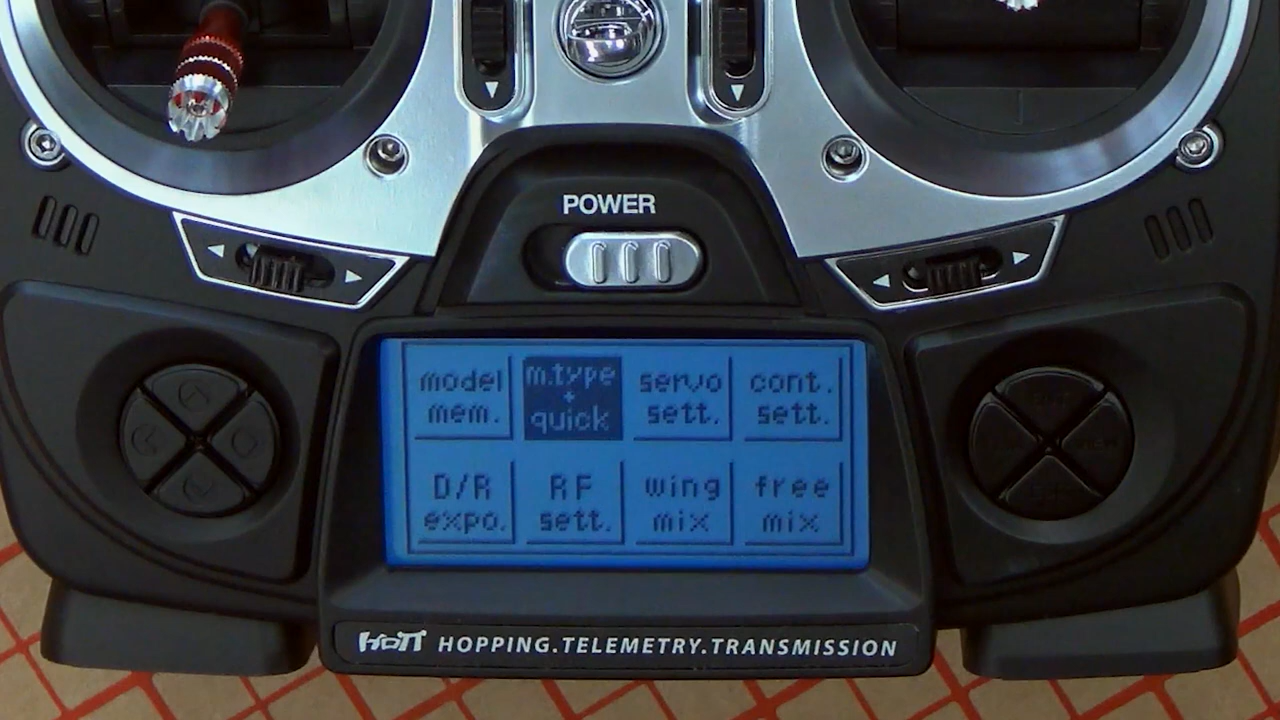 POWER
model
mem.
m.type
+
quick
servo
sett.
cont.
sett.
D/R
expo.
RF
sett.
wing
mix
free
mix
HoTT HOPPING.TELEMETRY.TRANSMISSION